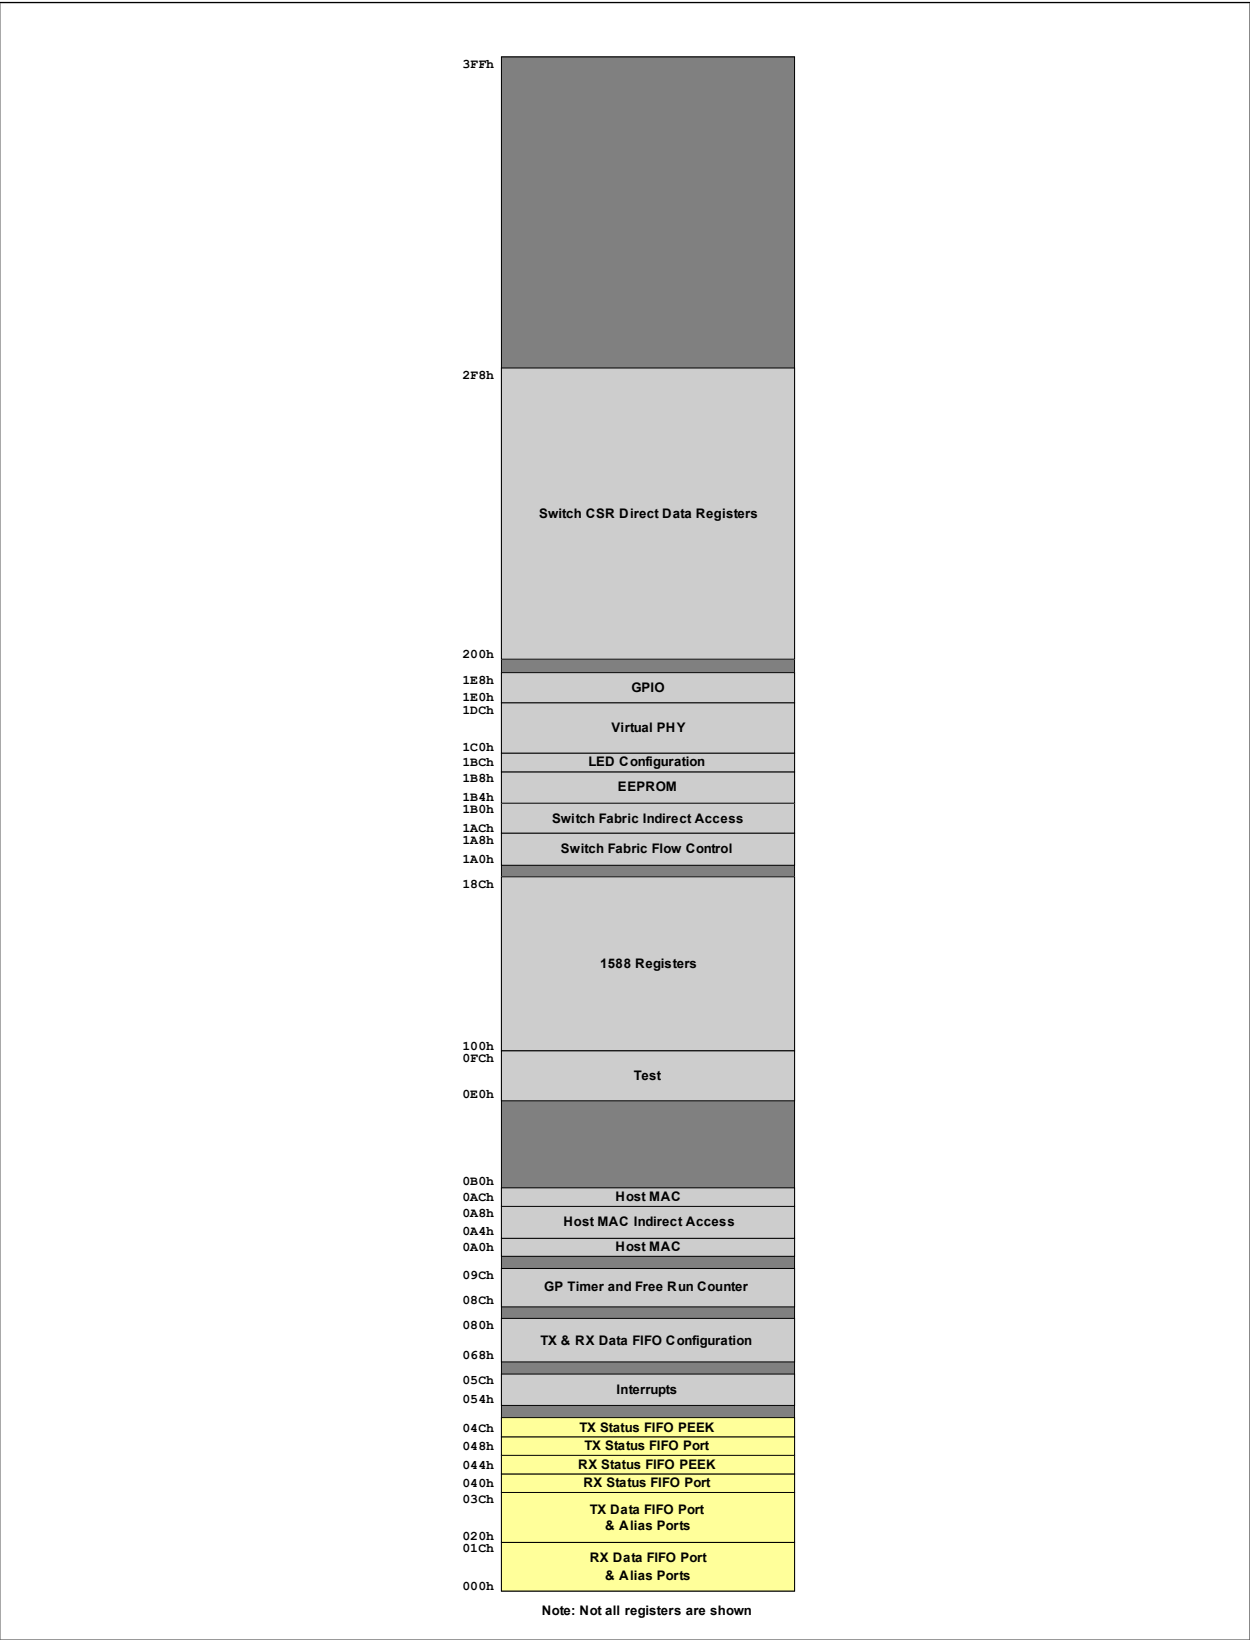 3FFh
2F8h
Switch CSR Direct Data Registers
200h
1E8h
GPIO
1E0h
1DCh
Virtual PHY
1C0h
1BCh
LED Configuration
1B8h
EEPROM
1B4h
1B0h
Switch Fabric Indirect Access
1ACh
1A8h
Switch Fabric Flow Control
1A0h
18Ch
1588 Registers
100h
0FCh
Test
0E0h
0B0h
0ACh
Host MAC
0A8h
Host MAC Indirect Access
0A4h
0A0h
Host MAC
09Ch
GP Timer and Free Run Counter
08Ch
080h
TX & RX Data FIFO Configuration
068h
05Ch
Interrupts
054h
04Ch
TX Status FIFO PEEK
048h
TX Status FIFO Port
044h
RX Status FIFO PEEK
040h
RX Status FIFO Port
03Ch
TX Data FIFO Port
& Alias Ports
020h
01Ch
RX Data FIFO Port
& Alias Ports
000h
Note: Not all registers are shown